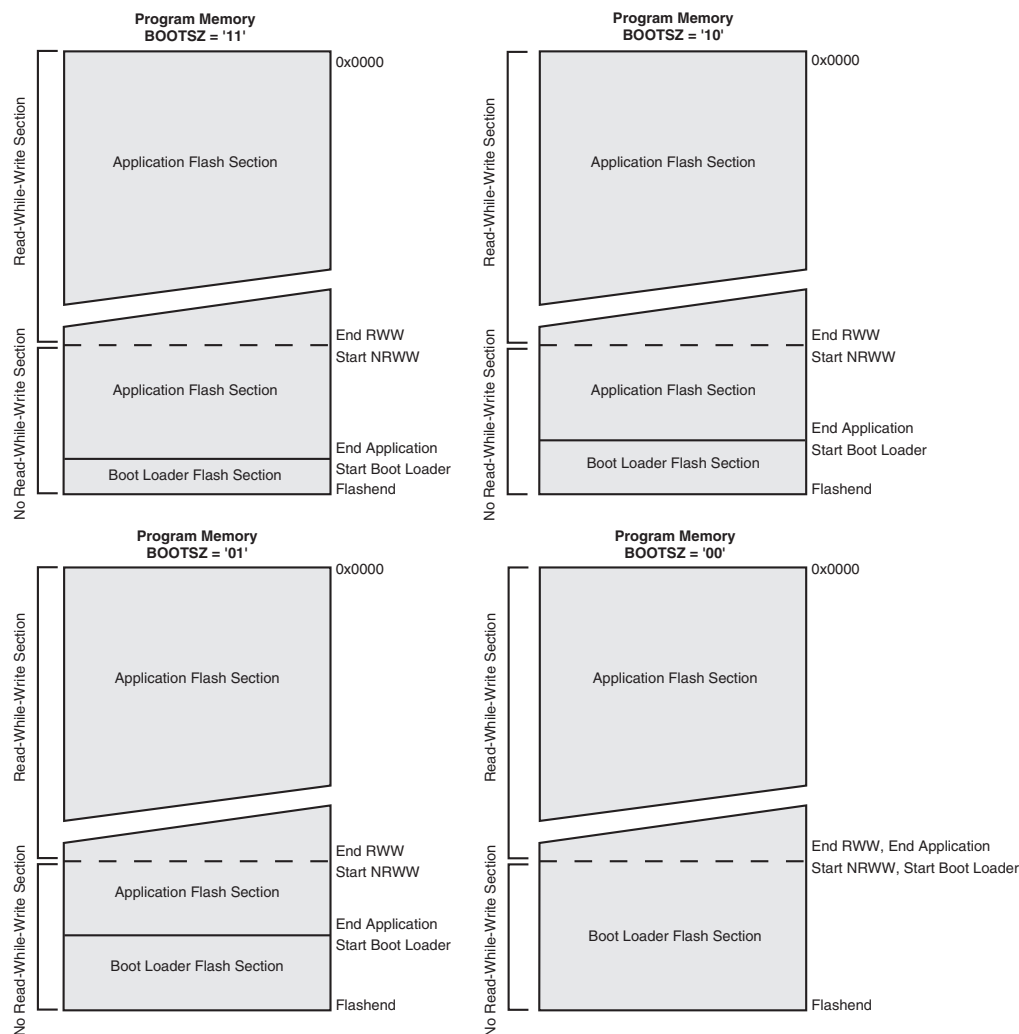 Program Memory
BOOTSZ = '11'
0x0000
Read-While-Write Section
Application Flash Section
End RWW
Start NRWW
No Read-While-Write Section
Application Flash Section
End Application
Start Boot Loader
Boot Loader Flash Section
Flashend
Program Memory
BOOTSZ = '10'
0x0000
Read-While-Write Section
Application Flash Section
End RWW
Start NRWW
No Read-While-Write Section
Application Flash Section
End Application
Start Boot Loader
Boot Loader Flash Section
Flashend
Program Memory
BOOTSZ = '01'
0x0000
Read-While-Write Section
Application Flash Section
End RWW
Start NRWW
No Read-While-Write Section
Application Flash Section
End Application
Start Boot Loader
Boot Loader Flash Section
Flashend
Program Memory
BOOTSZ = '00'
0x0000
Read-While-Write Section
Application Flash Section
End RWW, End Application
Start NRWW, Start Boot Loader
No Read-While-Write Section
Boot Loader Flash Section
Flashend